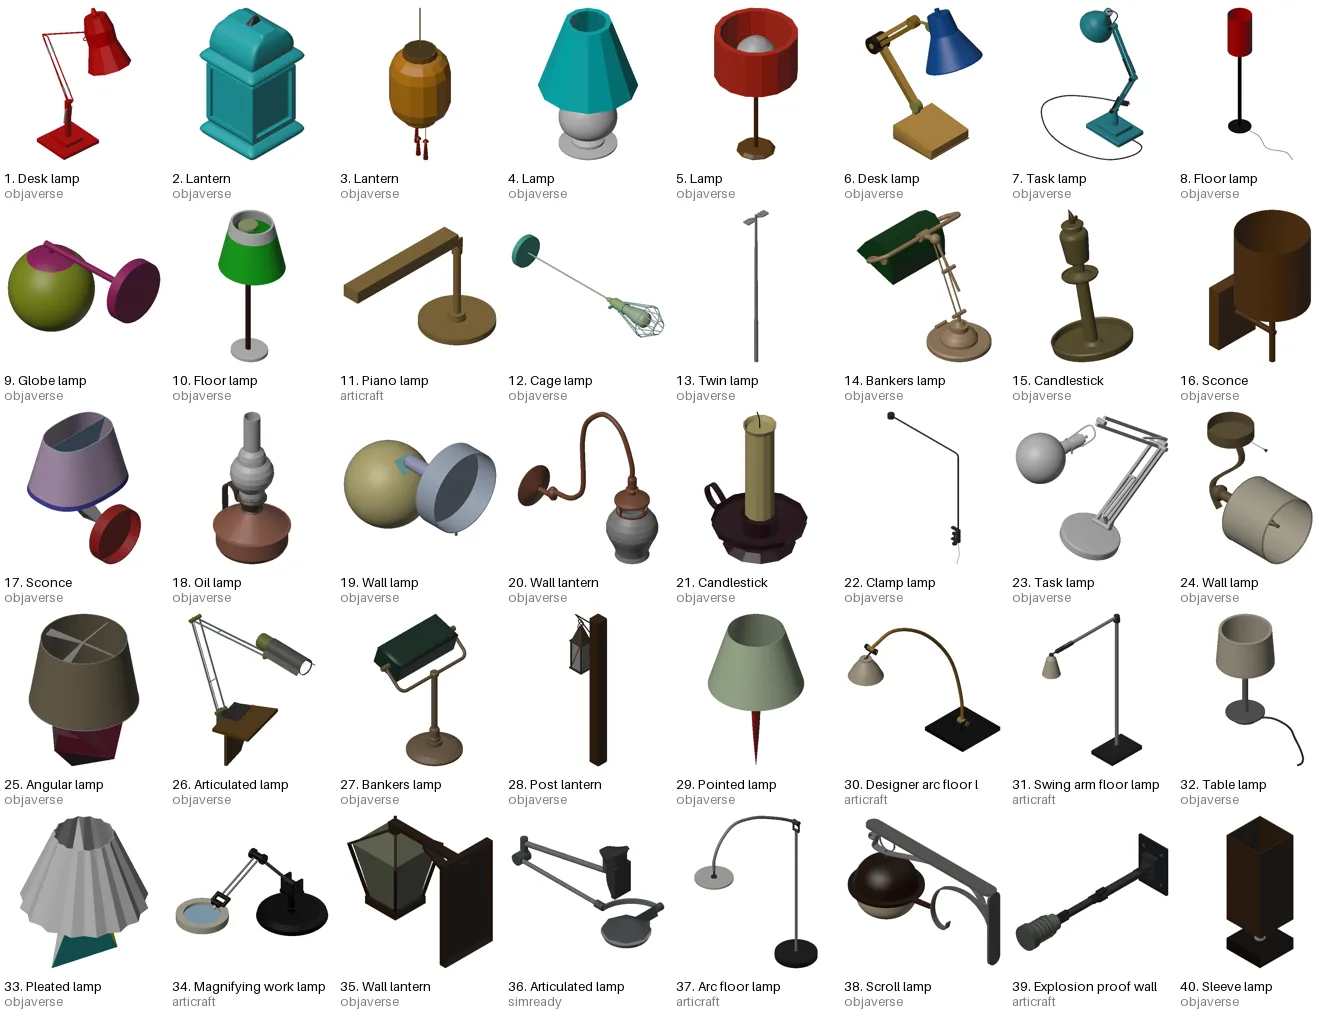 1. Desk lamp
objaverse
2. Lantern
objaverse
3. Lantern
objaverse
4. Lamp
objaverse
5. Lamp
objaverse
6. Desk lamp
objaverse
7. Task lamp
objaverse
8. Floor lamp
objaverse
9. Globe lamp
objaverse
10. Floor lamp
objaverse
11. Piano lamp
articraft
12. Cage lamp
objaverse
13. Twin lamp
objaverse
14. Bankers lamp
objaverse
15. Candlestick
objaverse
16. Sconce
objaverse
17. Sconce
objaverse
18. Oil lamp
objaverse
19. Wall lamp
objaverse
20. Wall lantern
objaverse
21. Candlestick
objaverse
22. Clamp lamp
objaverse
23. Task lamp
objaverse
24. Wall lamp
objaverse
25. Angular lamp
objaverse
26. Articulated lamp
objaverse
27. Bankers lamp
objaverse
28. Post lantern
objaverse
29. Pointed lamp
objaverse
30. Designer arc floor l
articraft
31. Swing arm floor lamp
articraft
32. Table lamp
objaverse
33. Pleated lamp
objaverse
34. Magnifying work lamp
articraft
35. Wall lantern
objaverse
36. Articulated lamp
simready
37. Arc floor lamp
articraft
38. Scroll lamp
objaverse
39. Explosion proof wall
articraft
40. Sleeve lamp
objaverse